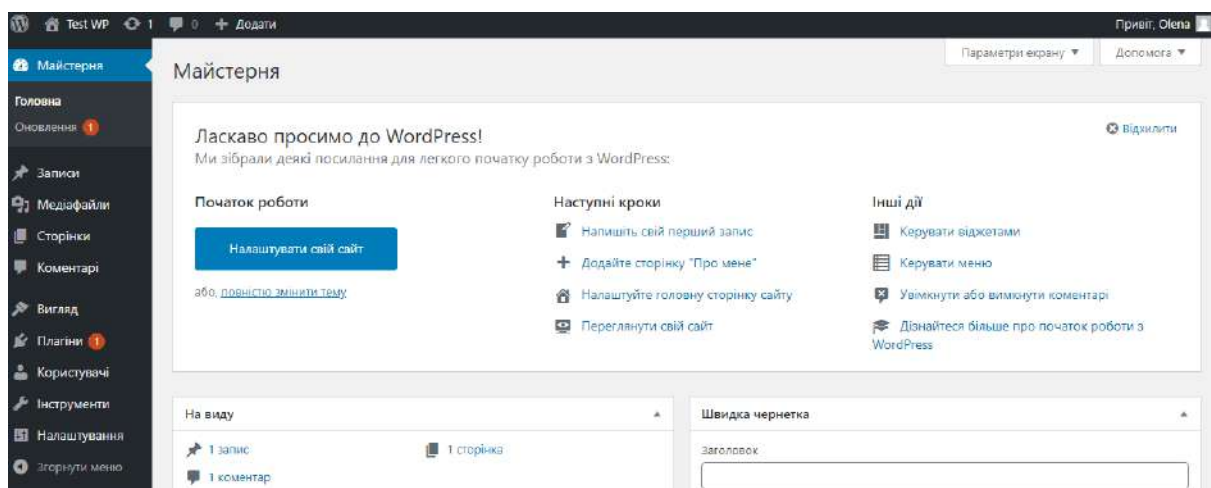 Test WP 1 0 Додати Привіт, Olena
Параметри екрану Допомога
Майстерня
Головна
Оновлення 1
Записи
Медіафайли
Сторінки
Коментарі
Вигляд
Плагіни 1
Користувачі
Інструменти
Налаштування
Згорнути меню
Майстерня
Ласкаво просимо до WordPress!
Відхилити
Ми зібрали деякі посилання для легкого початку роботи з WordPress:
Початок роботи
Налаштувати свій сайт
або, повністю змінити тему
Наступні кроки
Напишіть свій перший запис
Додайте сторінку "Про мене"
Налаштуйте головну сторінку сайту
Переглянути свій сайт
Інші дії
Керувати віджетами
Керувати меню
Увімкнути або вимкнути коментарі
Дізнайтеся більше про початок роботи з
WordPress
На виду
1 запис
1 сторінка
1 коментар
Швидка чернетка
Заголовок